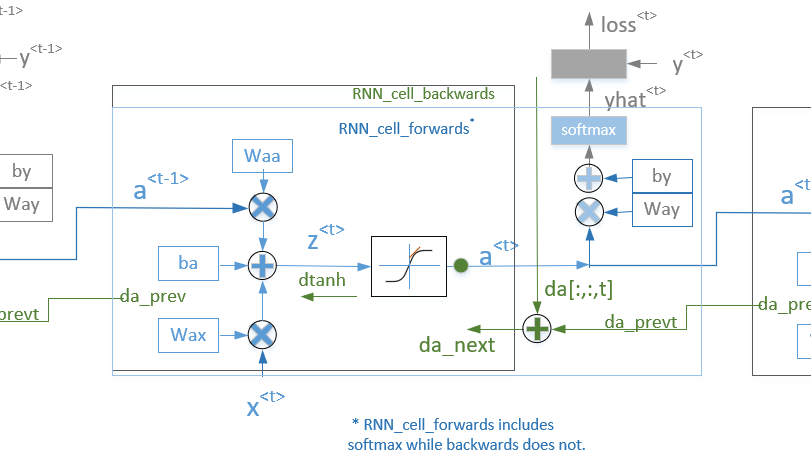 t-1>
loss<t>
y<t-1>
y<t>
<t-1>
RNN_cell_backwards
yhat<t>
RNN_cell_forwards*
softmax
Waa
by
a<t-1>
by
Way
Way
a<t
z<t>
a<t>
ba
dtanh
da[:,:,t]
da_prev
da_pre
prevt
da_prevt
Wax
da_next
x<t>
* RNN_cell_forwards includes
softmax while backwards does not.